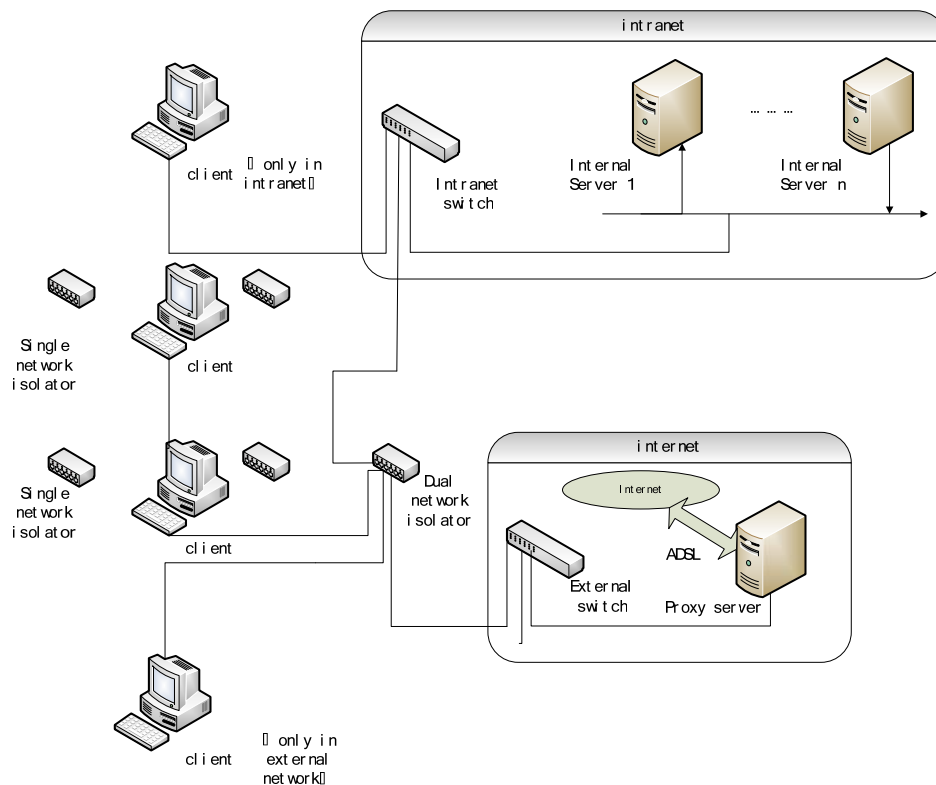 intranet
client
▯ only in
intranet▯
Intranet
switch
Internal
Server 1
... ... ...
Internal
Server n
Single
network
isolator
client
Single
network
isolator
client
Dual
network
isolator
internet
Internet
ADSL
External
switch
Proxy server
client
▯ only in
external
network▯